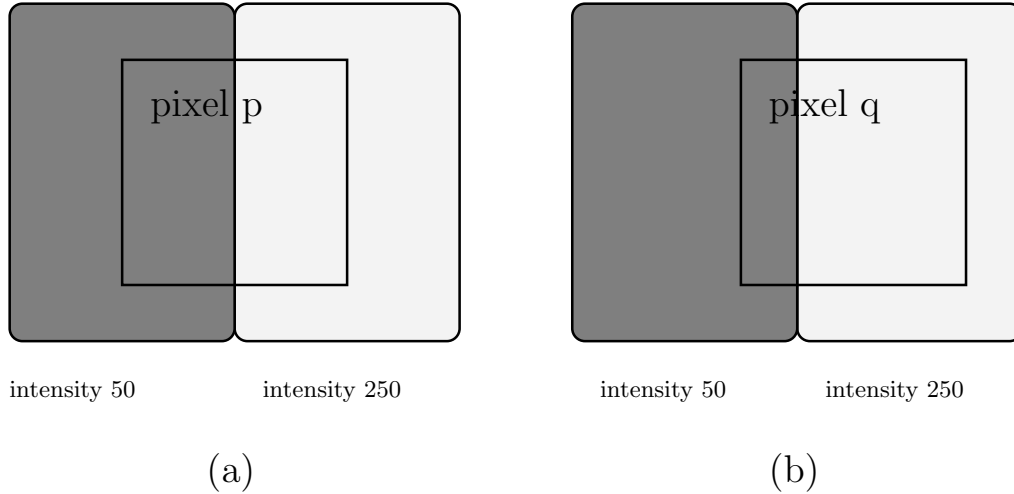 pixel p
pixel q
intensity 50
intensity 250
intensity 50
intensity 250
(a)
(b)